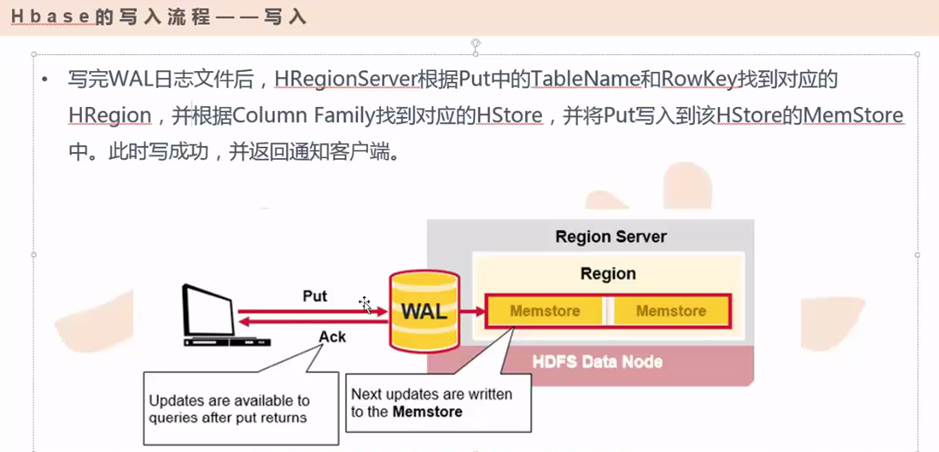 Hbase的写入流程——写入
• 写完WAL日志文件后，HRegionServer根据Put中的TableName和RowKey找到对应的
HRegion，并根据Column Family找到对应的HStore，并将Put写入到该HStore的MemStore
中。此时写成功，并返回通知客户端。
Region Server
Region
Put
WAL
Memstore
Memstore
Ack
HDFS Data Node
Updates are available to
queries after put returns
Next updates are written
to the Memstore